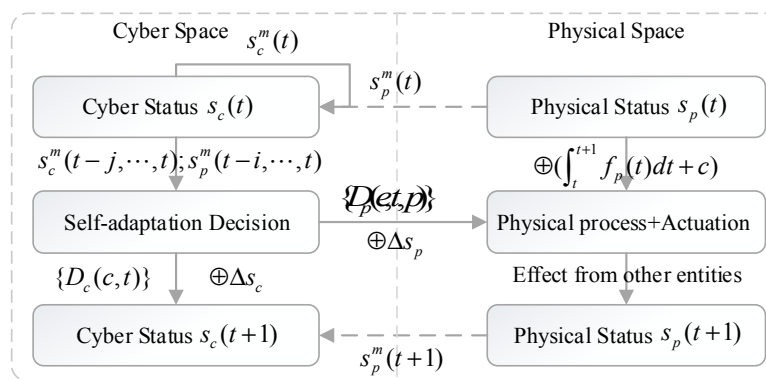 Cyber Space
Physical Space
s_c^m(t)
s_p^m(t)
Cyber Status s_c(t)
Physical Status s_p(t)
s_c^m(t−j,⋯,t);s_p^m(t−i,⋯,t)
⊕(∫_t^{t+1} f_p(t)dt+c)
Self-adaptation Decision
{D_p(e,t,p)}
⊕Δs_p
Physical process+Actuation
{D_c(c,t)}
⊕Δs_c
Effect from other entities
Cyber Status s_c(t+1)
s_p^m(t+1)
Physical Status s_p(t+1)